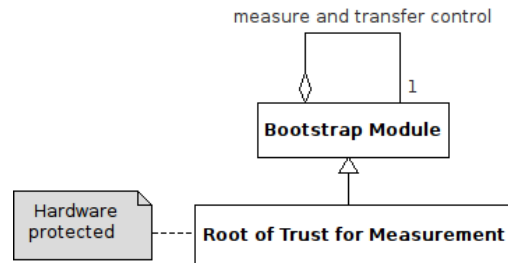 measure and transfer control
1
Bootstrap Module
Hardware
protected
Root of Trust for Measurement